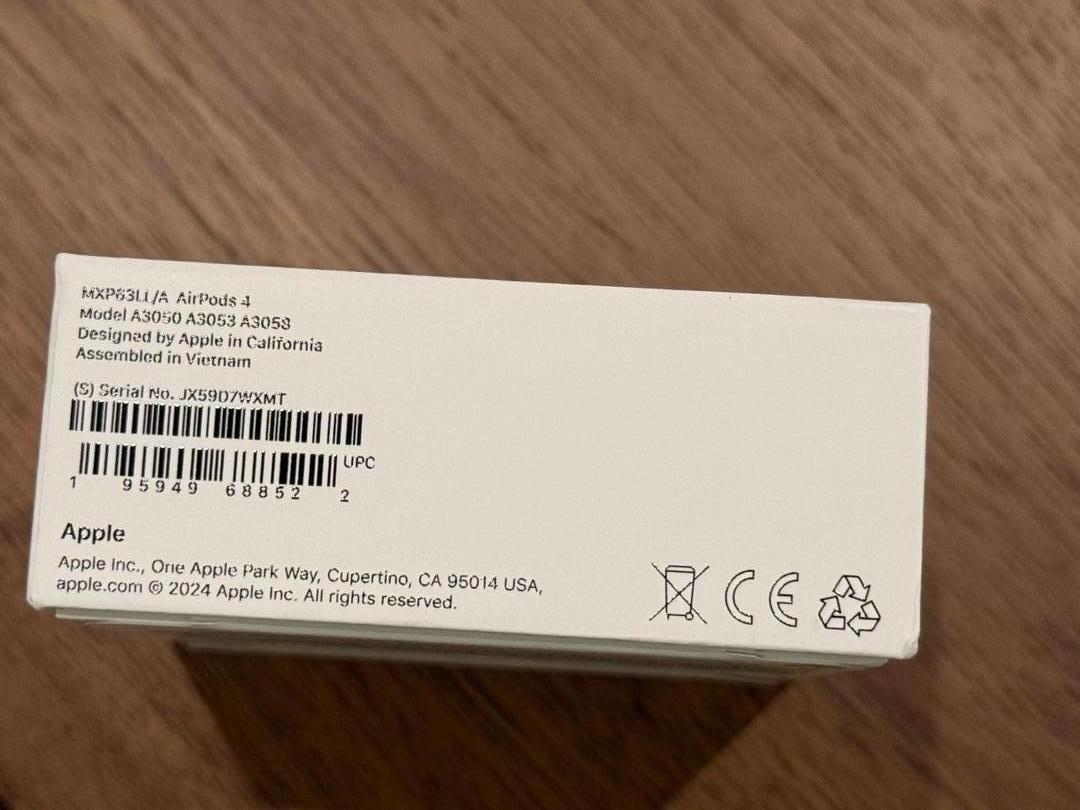 MXP63LL/A AirPods 4
Model A3050 A3053 A3058
Designed by Apple in California
Assembled in Vietnam
(S) Serial No. JX59D7WXMT
UPC
1 95949 68852 2
Apple
Apple Inc., One Apple Park Way, Cupertino, CA 95014 USA,
apple.com © 2024 Apple Inc. All rights reserved.
CE